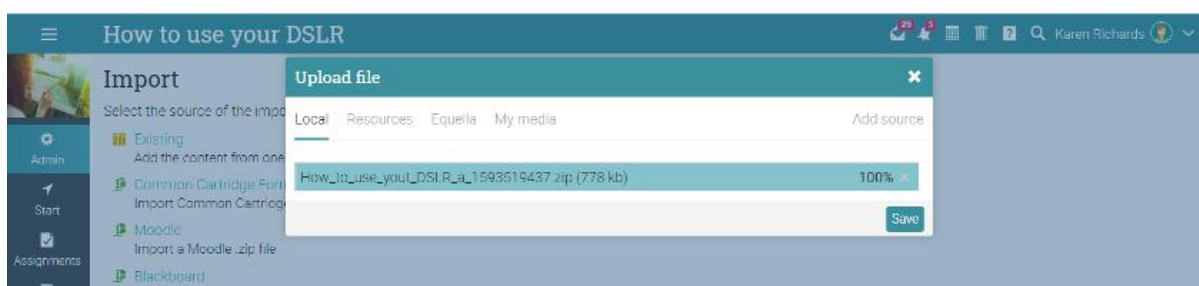 How to use your DSLR
29
3
Karen Richards
Import
Select the source of the impo
Existing
Add the content from one
Common Cartridge Form
Import Common Cartridg
Moodle
Import a Moodle .zip file
Blackboard
Admin
Start
Assignments
Upload file
Local Resources Equella My media Add source
How_to_use_yout_DSLR_a_1593519437.zip (778 kb) 100%
Save